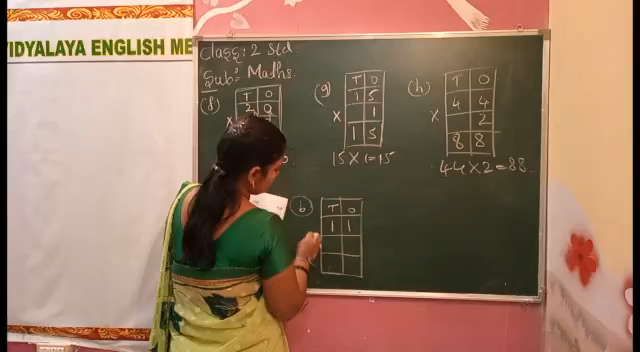 VIDYALAYA ENGLISH ME
Class: 2 Std
Sub: Maths.
(f)
T O
2 0
x
(g)
T O
1 5
x 1
1 5
15 x 1 = 15
(h)
T O
4 4
x 2
8 8
44 x 2 = 88.
(b)
T O
1 1